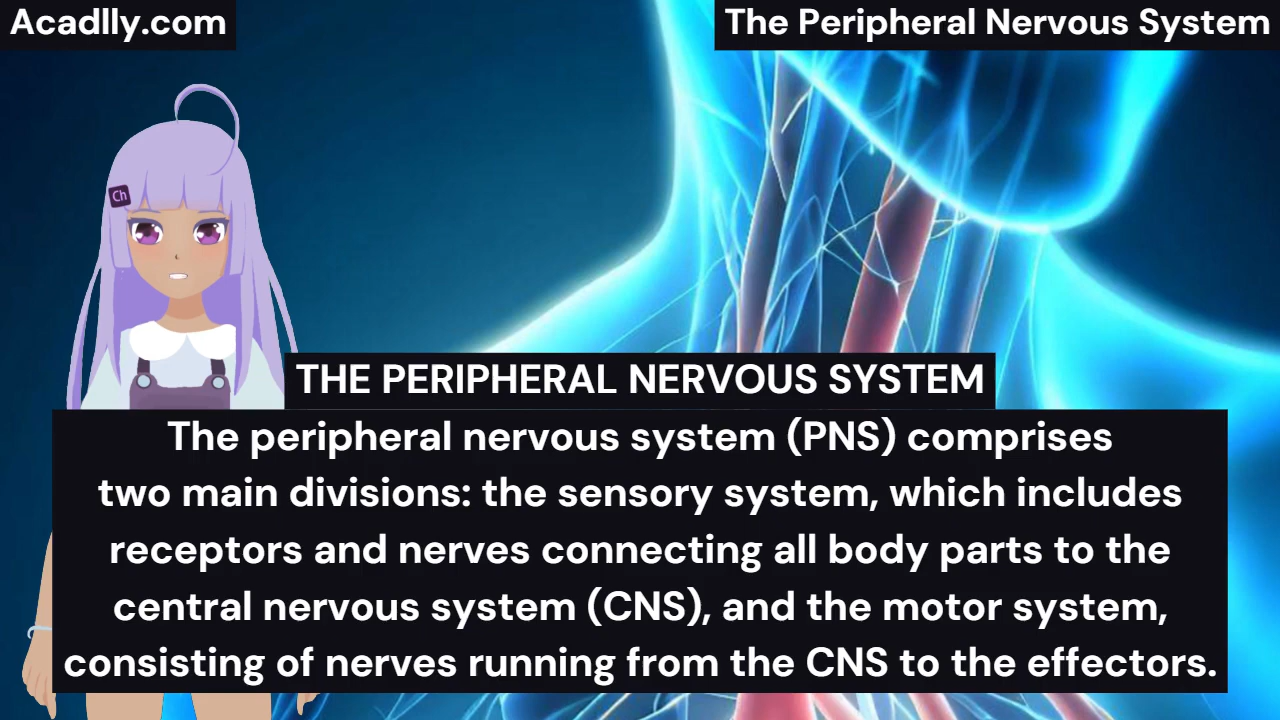 Acadlly.com
The Peripheral Nervous System
Ch
THE PERIPHERAL NERVOUS SYSTEM
The peripheral nervous system (PNS) comprises
two main divisions: the sensory system, which includes
receptors and nerves connecting all body parts to the
central nervous system (CNS), and the motor system,
consisting of nerves running from the CNS to the effectors.